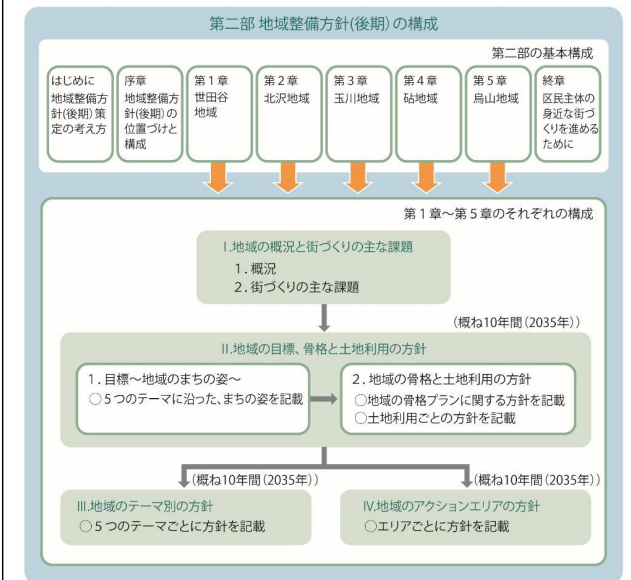 第二部 地域整備方針(後期)の構成
第二部の基本構成
はじめに
地域整備方
針(後期)策
定の考え方
序章
地域整備方
針(後期)の
位置づけと
構成
第1章
世田谷
地域
第2章
北沢地域
第3章
玉川地域
第4章
砧地域
第5章
烏山地域
終章
区民主体の
身近な街づ
くりを進める
ために
第1章~第5章のそれぞれの構成
Ⅰ.地域の概況と街づくりの主な課題
1.概況
2.街づくりの主な課題
(概ね10年間(2035年))
Ⅱ.地域の目標、骨格と土地利用の方針
1.目標~地域のまちの姿~
○5つのテーマに沿った、まちの姿を記載
2.地域の骨格と土地利用の方針
○地域の骨格プランに関する方針を記載
○土地利用ごとの方針を記載
(概ね10年間(2035年))
(概ね10年間(2035年))
Ⅲ.地域のテーマ別の方針
○5つのテーマごとに方針を記載
Ⅳ.地域のアクションエリアの方針
○エリアごとに方針を記載